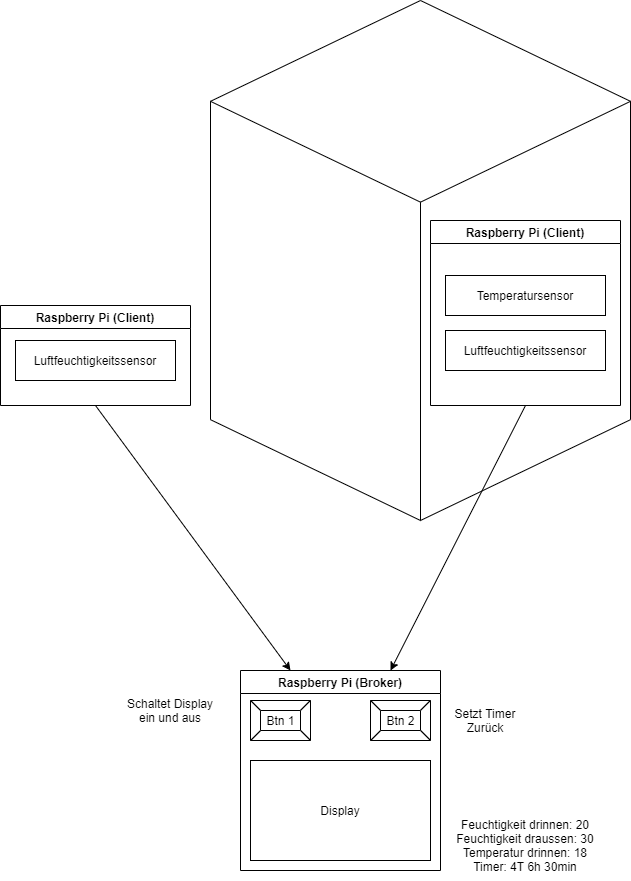 Raspberry Pi (Client)
Temperatursensor
Luftfeuchtigkeitssensor
Raspberry Pi (Client)
Luftfeuchtigkeitssensor
Raspberry Pi (Broker)
Schaltet Display
ein und aus
Btn 1
Btn 2
Setzt Timer
Zurück
Display
Feuchtigkeit drinnen: 20
Feuchtigkeit draussen: 30
Temperatur drinnen: 18
Timer: 4T 6h 30min